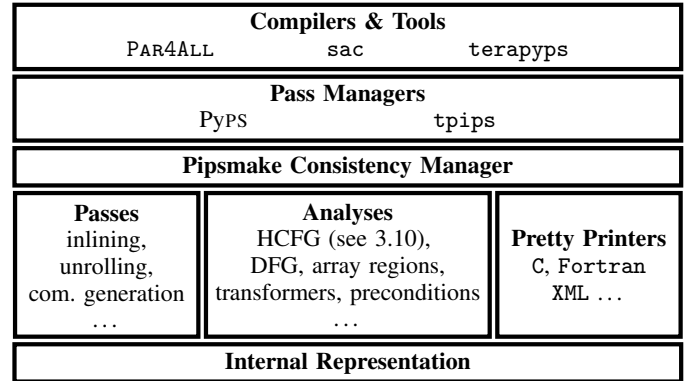 Compilers & Tools
PAR4ALL sac terapyps
Pass Managers
PyPS tpips
Pipsmake Consistency Manager
Passes
inlining,
unrolling,
com. generation
…
Analyses
HCFG (see 3.10),
DFG, array regions,
transformers, preconditions
…
Pretty Printers
C, Fortran
XML …
Internal Representation